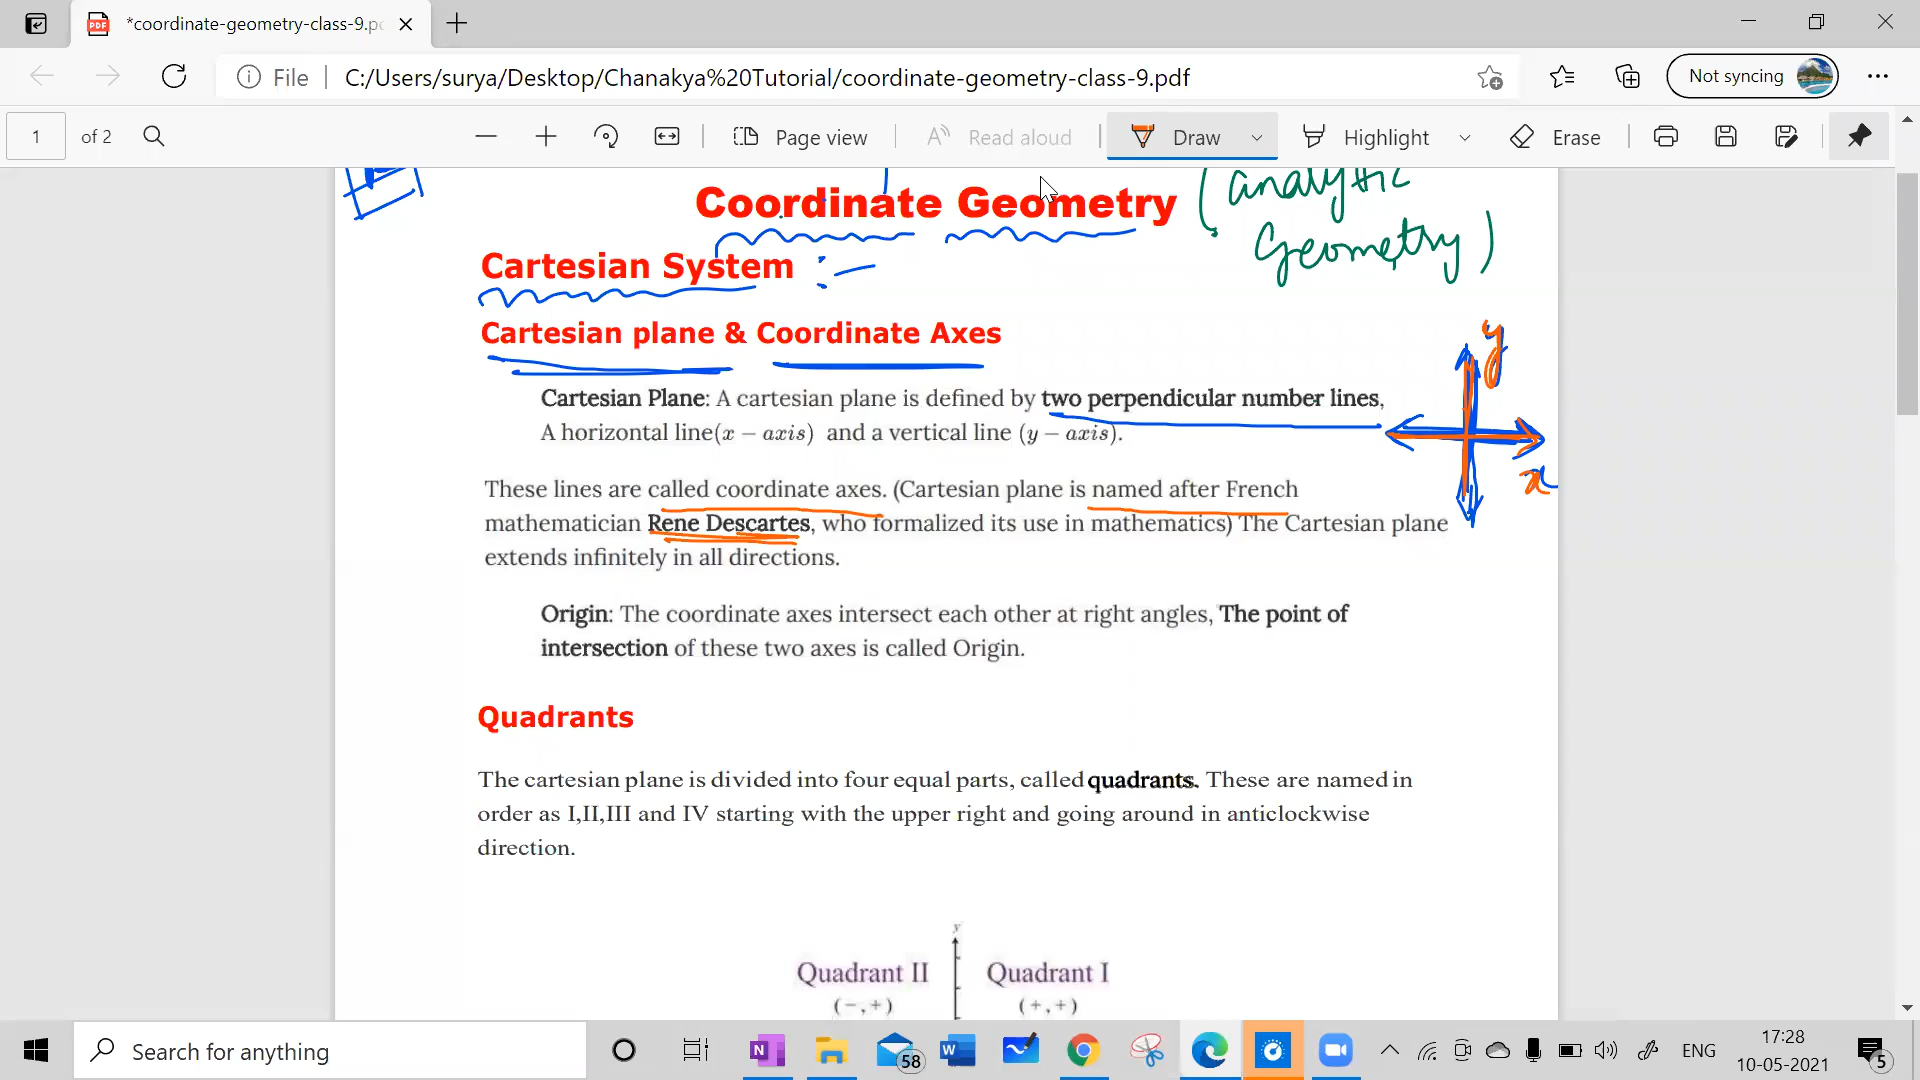 *coordinate-geometry-class-9.p
File
C:/Users/surya/Desktop/Chanakya%20Tutorial/coordinate-geometry-class-9.pdf
Not syncing
1 of 2
Page view
Read aloud
Draw
Highlight
Erase
Coordinate Geometry
(analytic
Geometry)
Cartesian System :-
Cartesian plane & Coordinate Axes
y
Cartesian Plane: A cartesian plane is defined by two perpendicular number lines,
A horizontal line(x − axis) and a vertical line (y − axis).
x
These lines are called coordinate axes. (Cartesian plane is named after French
mathematician Rene Descartes, who formalized its use in mathematics) The Cartesian plane
extends infinitely in all directions.
Origin: The coordinate axes intersect each other at right angles, The point of
intersection of these two axes is called Origin.
Quadrants
The cartesian plane is divided into four equal parts, called quadrants. These are named in
order as I,II,III and IV starting with the upper right and going around in anticlockwise
direction.
y
Quadrant II Quadrant I
(−,+) (+,+)
Search for anything
58
ENG
17:28
10-05-2021
5